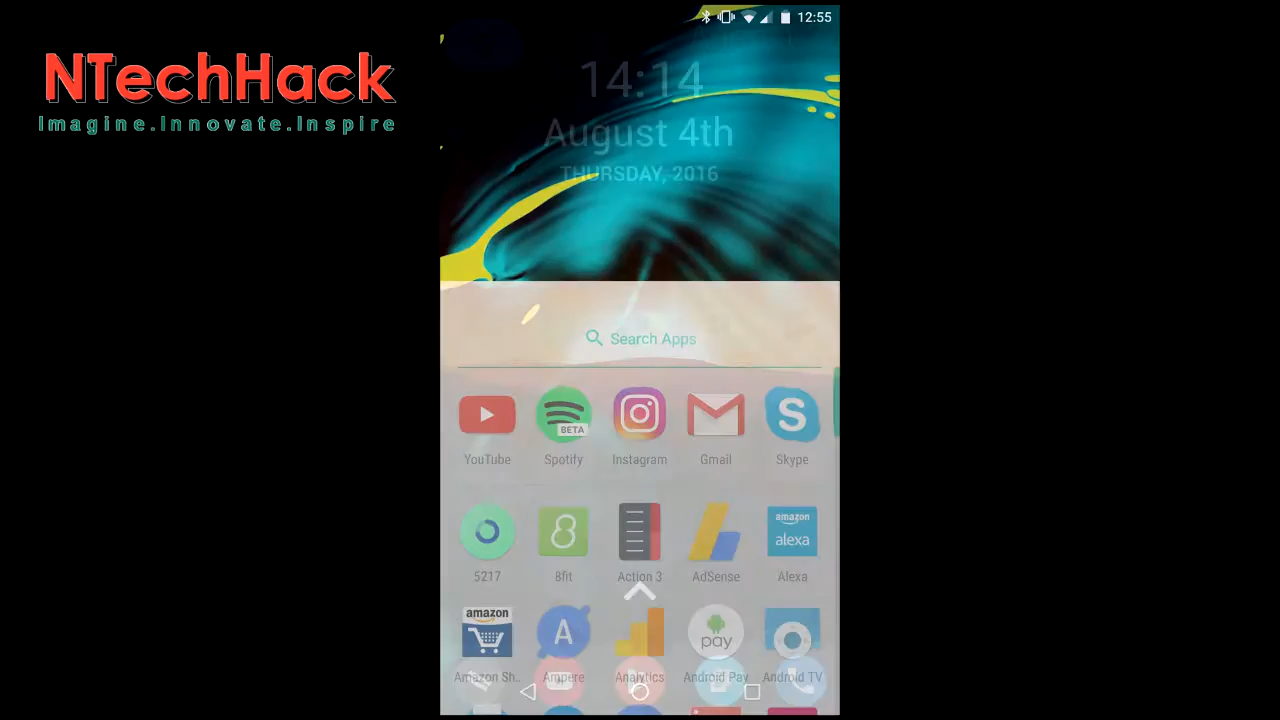 NTechHack
Imagine.Innovate.Inspire
12:55
14:14
August 4th
THURSDAY, 2016
Search Apps
BETA
S
YouTube Spotify Instagram Gmail Skype
8
amazon
alexa
5217 8fit Action 3 AdSense Alexa
amazon
A
pay
Amazon Sh.. Ampere Analytics Android Pay Android TV